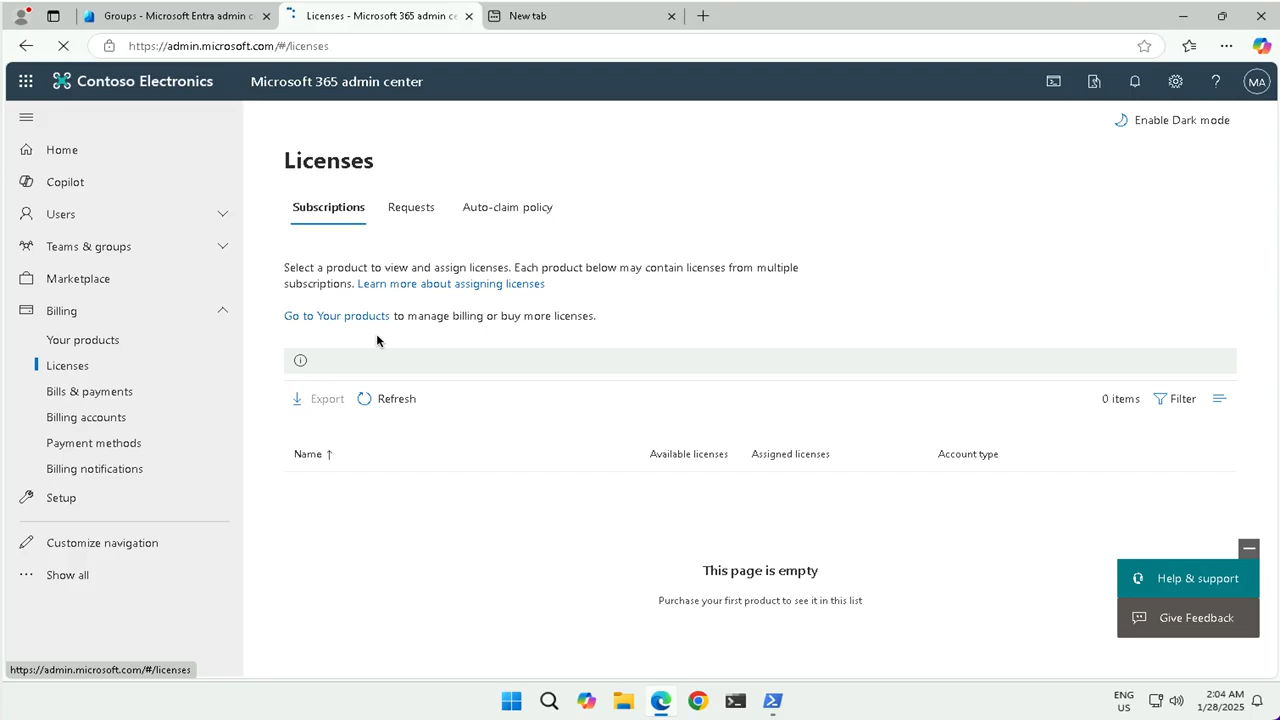 Groups - Microsoft Entra admin c
Licenses - Microsoft 365 admin ce
New tab
https://admin.microsoft.com/#/licenses
Contoso Electronics
Microsoft 365 admin center
MA
Enable Dark mode
Home
Copilot
Users
Teams & groups
Marketplace
Billing
Your products
Licenses
Bills & payments
Billing accounts
Payment methods
Billing notifications
Setup
Customize navigation
Show all
https://admin.microsoft.com/#/licenses
Licenses
Subscriptions
Requests
Auto-claim policy
Select a product to view and assign licenses. Each product below may contain licenses from multiple
subscriptions. Learn more about assigning licenses
Go to Your products to manage billing or buy more licenses.
Export
Refresh
0 items
Filter
Name ↑
Available licenses
Assigned licenses
Account type
This page is empty
Purchase your first product to see it in this list
Help & support
Give Feedback
ENG
US
2:04 AM
1/28/2025